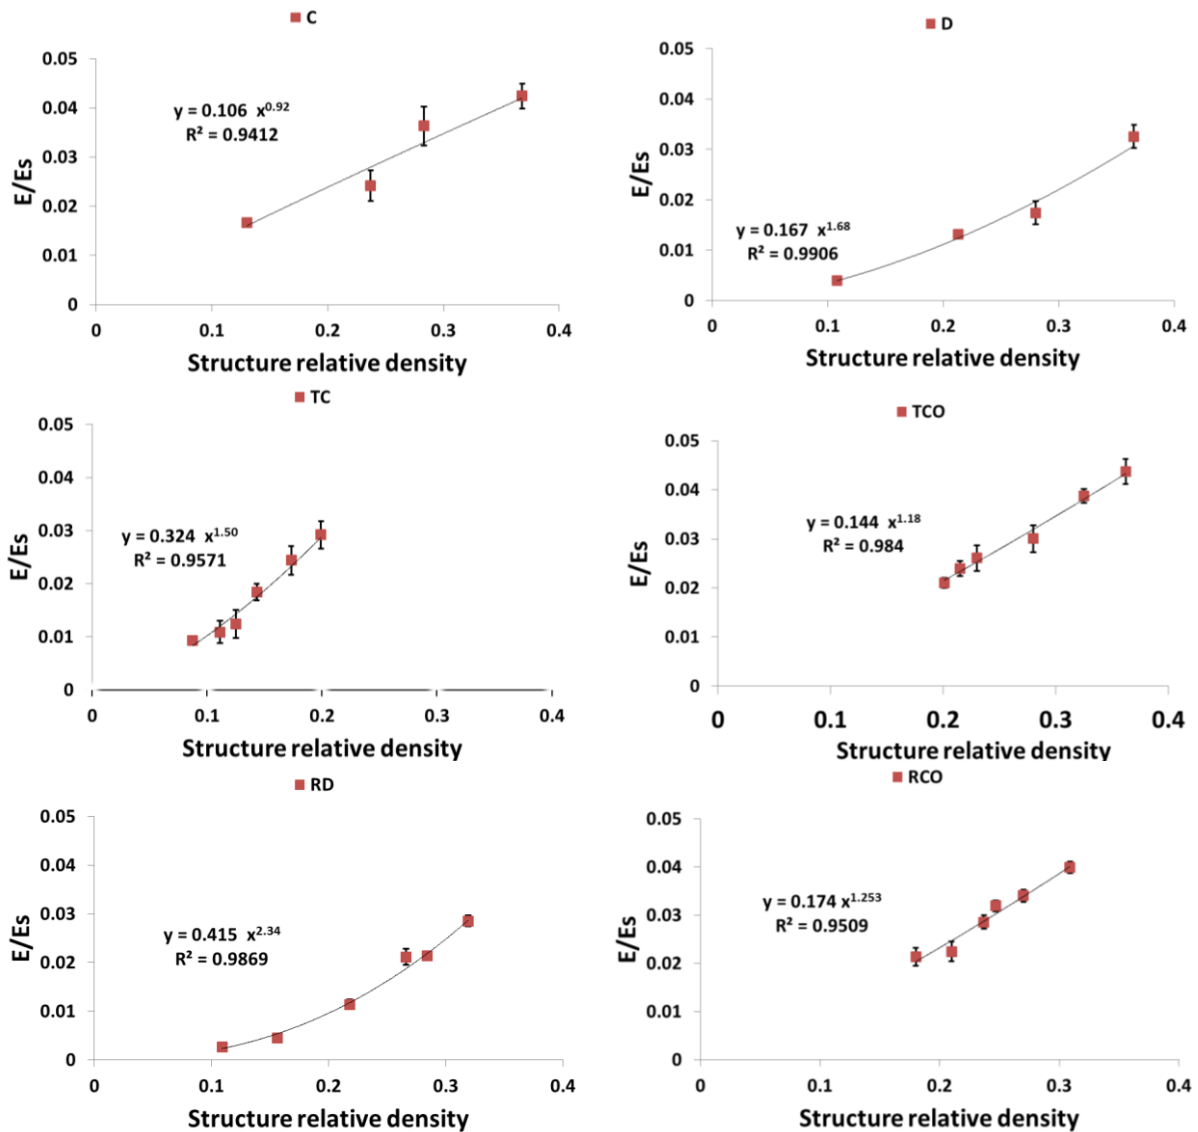 C
0.05
0.04
0.03
0.02
0.01
0
E/Es
y = 0.106 x^0.92
R² = 0.9412
0 0.1 0.2 0.3 0.4
Structure relative density
D
0.05
0.04
0.03
0.02
0.01
0
E/Es
y = 0.167 x^1.68
R² = 0.9906
0 0.1 0.2 0.3 0.4
Structure relative density
TC
0.05
0.04
0.03
0.02
0.01
0
E/Es
y = 0.324 x^1.50
R² = 0.9571
0 0.1 0.2 0.3 0.4
Structure relative density
TCO
0.05
0.04
0.03
0.02
0.01
0
E/Es
y = 0.144 x^1.18
R² = 0.984
0 0.1 0.2 0.3 0.4
Structure relative density
RD
0.05
0.04
0.03
0.02
0.01
0
E/Es
y = 0.415 x^2.34
R² = 0.9869
0 0.1 0.2 0.3 0.4
Structure relative density
RCO
0.05
0.04
0.03
0.02
0.01
0
E/Es
y = 0.174 x^1.253
R² = 0.9509
0 0.1 0.2 0.3 0.4
Structure relative density